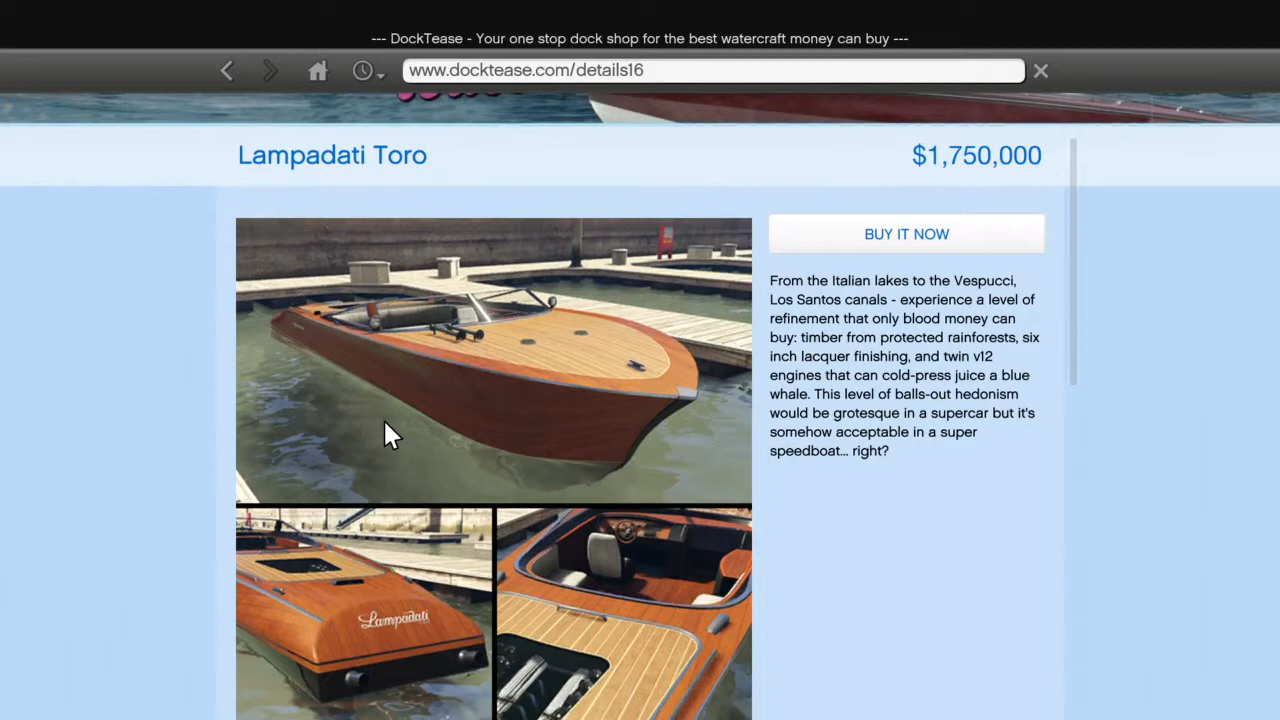 --- DockTease - Your one stop dock shop for the best watercraft money can buy ---
www.docktease.com/details16
Lampadati Toro
$1,750,000
BUY IT NOW
From the Italian lakes to the Vespucci,
Los Santos canals - experience a level of
refinement that only blood money can
buy: timber from protected rainforests, six
inch lacquer finishing, and twin v12
engines that can cold-press juice a blue
whale. This level of balls-out hedonism
would be grotesque in a supercar but it's
somehow acceptable in a super
speedboat... right?
Lampadati